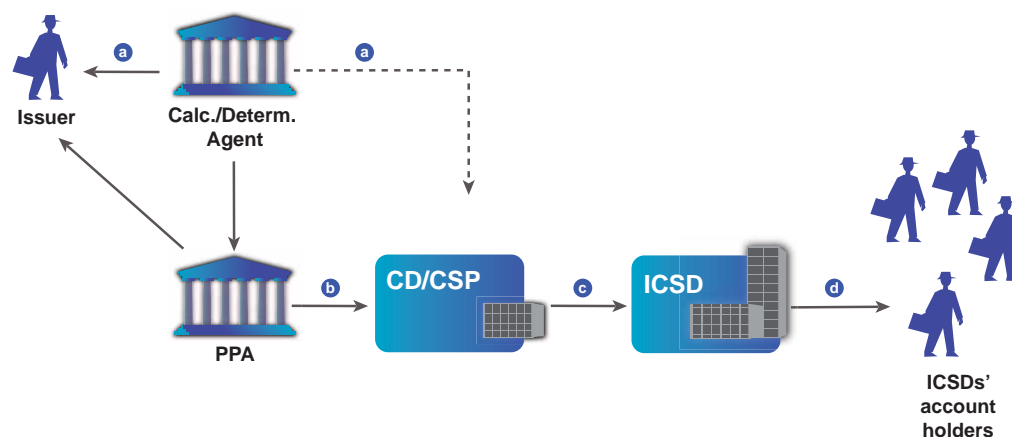 a
a
Issuer
Calc./Determ.
Agent
CD/CSP
ICSD
b
c
d
PPA
ICSDs’
account
holders